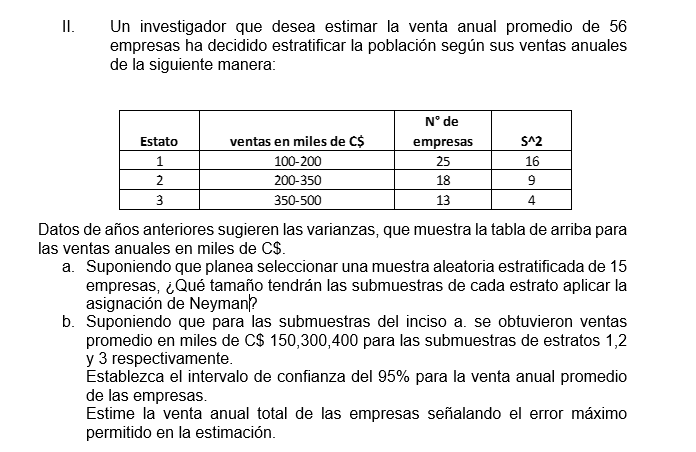 II. Un investigador que desea estimar la venta anual promedio de 56
empresas ha decidido estratificar la población según sus ventas anuales
de la siguiente manera:
Estato ventas en miles de C$ N° de empresas S^2
1 100-200 25 16
2 200-350 18 9
3 350-500 13 4
Datos de años anteriores sugieren las varianzas, que muestra la tabla de arriba para
las ventas anuales en miles de C$.
a. Suponiendo que planea seleccionar una muestra aleatoria estratificada de 15
empresas, ¿Qué tamaño tendrán las submuestras de cada estrato aplicar la
asignación de Neyman?
b. Suponiendo que para las submuestras del inciso a. se obtuvieron ventas
promedio en miles de C$ 150,300,400 para las submuestras de estratos 1,2
y 3 respectivamente.
Establezca el intervalo de confianza del 95% para la venta anual promedio
de las empresas.
Estime la venta anual total de las empresas señalando el error máximo
permitido en la estimación.